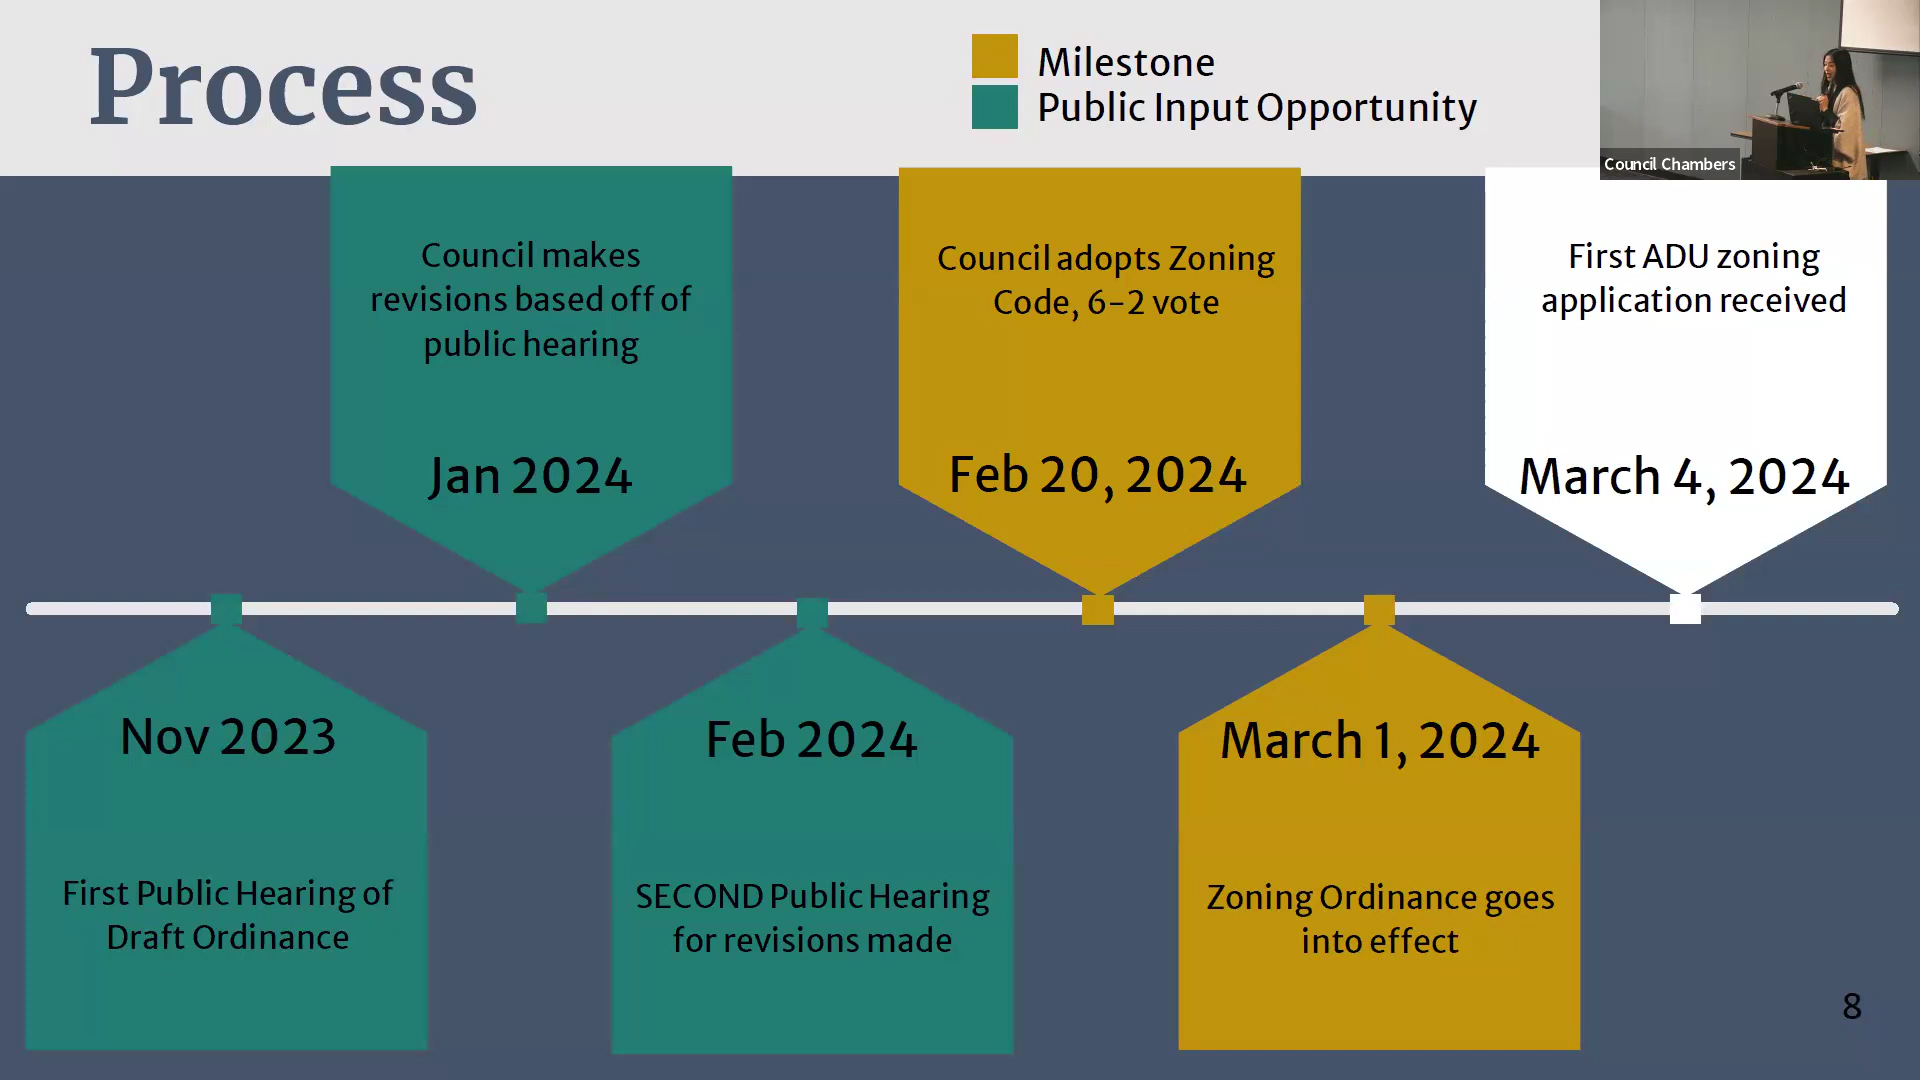 Process
Milestone
Public Input Opportunity
Council Chambers
Council makes
revisions based off of
public hearing
Jan 2024
Council adopts Zoning
Code, 6-2 vote
Feb 20, 2024
First ADU zoning
application received
March 4, 2024
Nov 2023
First Public Hearing of
Draft Ordinance
Feb 2024
SECOND Public Hearing
for revisions made
March 1, 2024
Zoning Ordinance goes
into effect
8